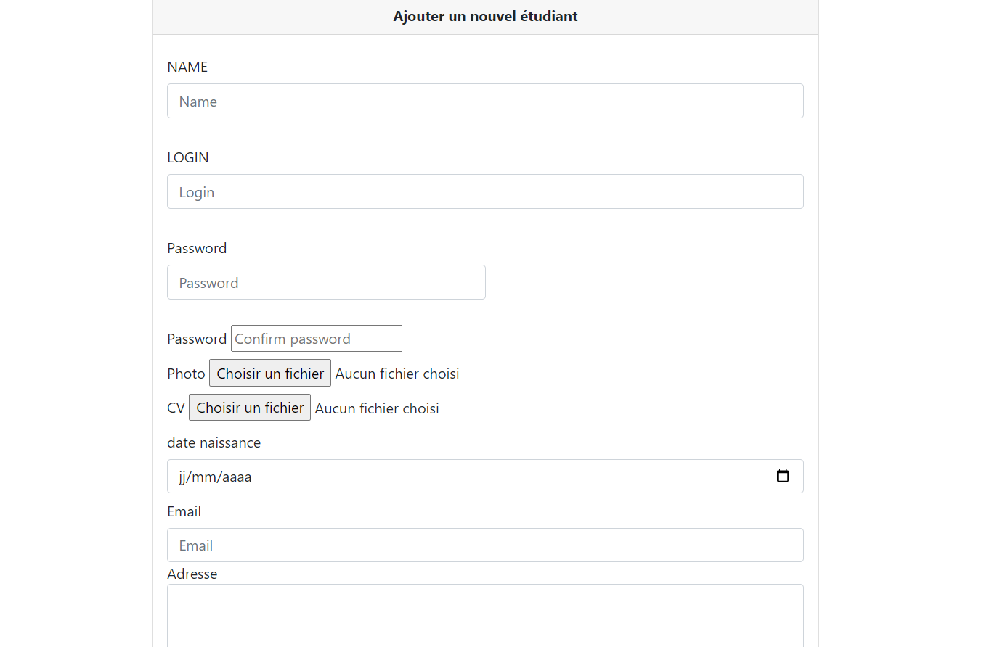 Ajouter un nouvel étudiant
NAME
Name
LOGIN
Login
Password
Password
Password Confirm password
Photo Choisir un fichier Aucun fichier choisi
CV Choisir un fichier Aucun fichier choisi
date naissance
jj/mm/aaaa
Email
Email
Adresse